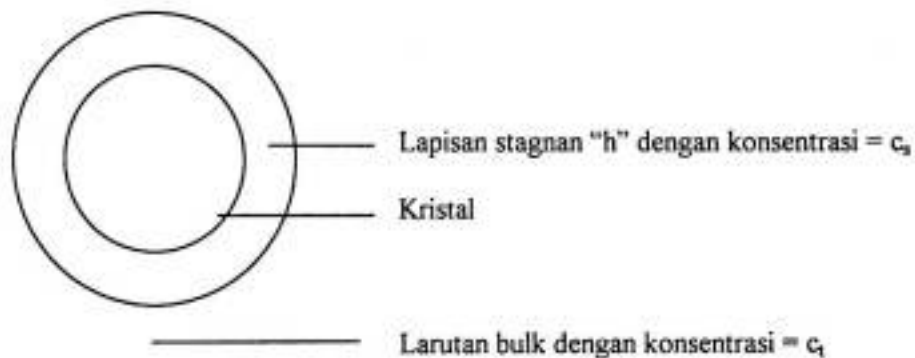 Lapisan stagnan “h” dengan konsentrasi = cₛ
Kristal
Larutan bulk dengan konsentrasi = cₜ